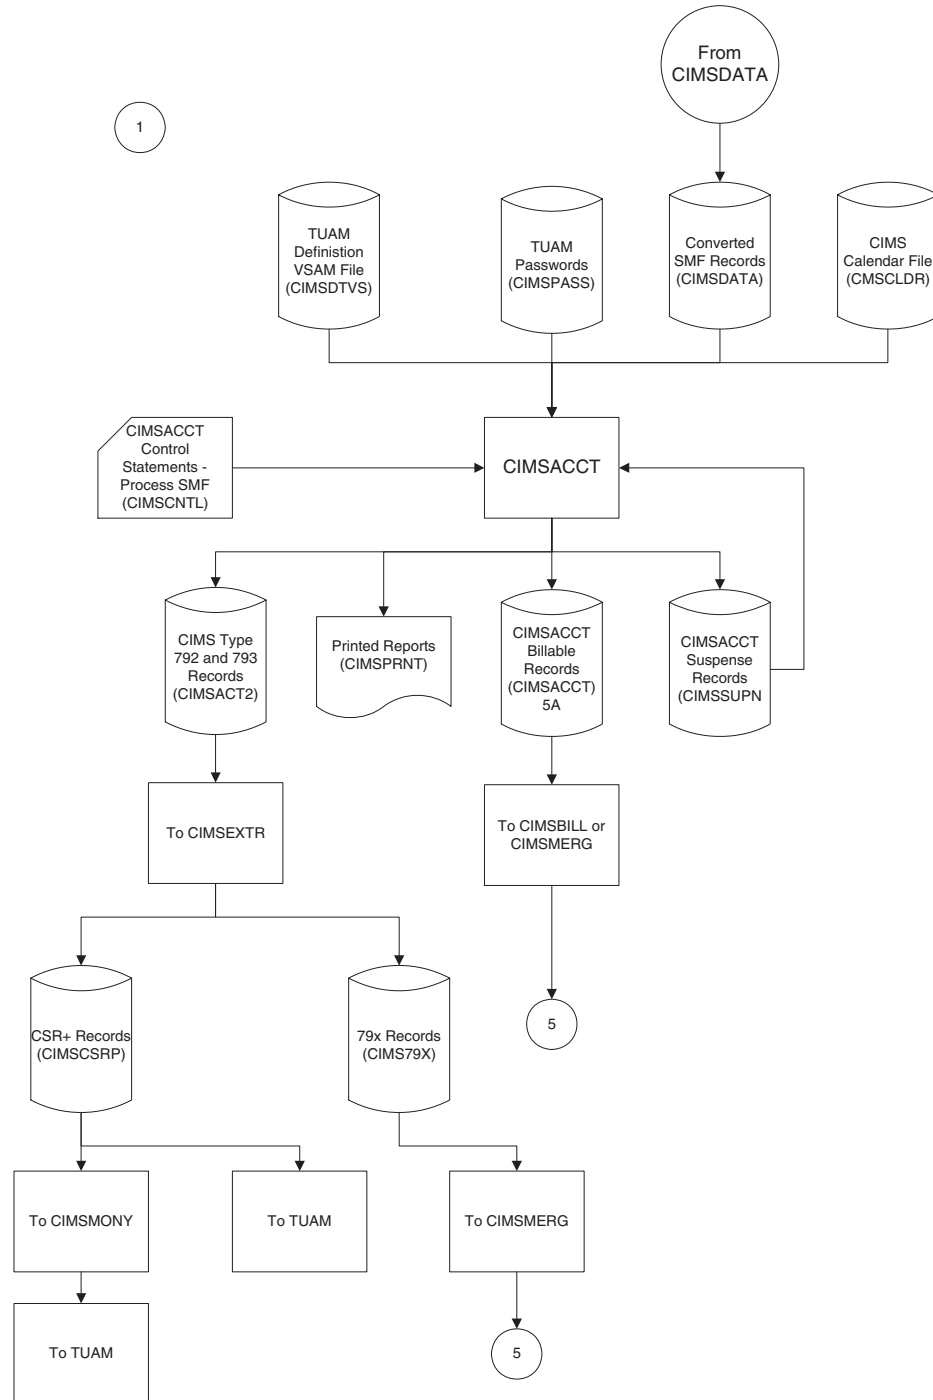 From
CIMSDATA
1
TUAM
Definistion
VSAM File
(CIMSDTVS)
TUAM
Passwords
(CIMSPASS)
Converted
SMF Records
(CIMSDATA)
CIMS
Calendar File
(CMSCLDR)
CIMSACCT
Control
Statements -
Process SMF
(CIMSCNTL)
CIMSACCT
CIMS Type
792 and 793
Records
(CIMSACT2)
Printed Reports
(CIMSPRNT)
CIMSACCT
Billable
Records
(CIMSACCT)
5A
CIMSACCT
Suspense
Records
(CIMSSUPN
To CIMSEXTR
To CIMSBILL or
CIMSMERG
CSR+ Records
(CIMSCSRP)
79x Records
(CIMS79X)
5
To CIMSMONY
To TUAM
To CIMSMERG
To TUAM
5